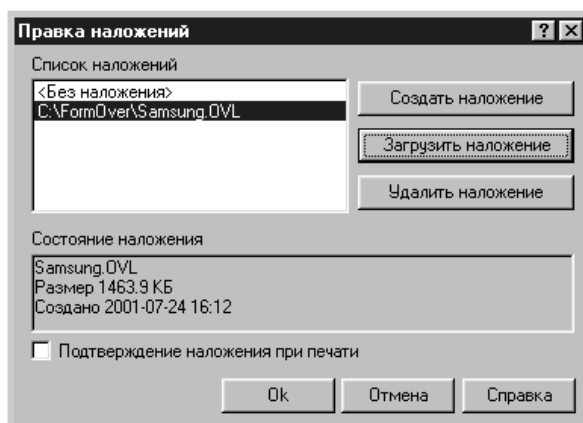 Правка наложений
Список наложений
<Без наложения>
C:\FormOver\Samsung.OVL
Создать наложение
Загрузить наложение
Удалить наложение
Состояние наложения
Samsung.OVL
Размер 1463.9 КБ
Создано 2001-07-24 16:12
Подтверждение наложения при печати
Ok
Отмена
Справка